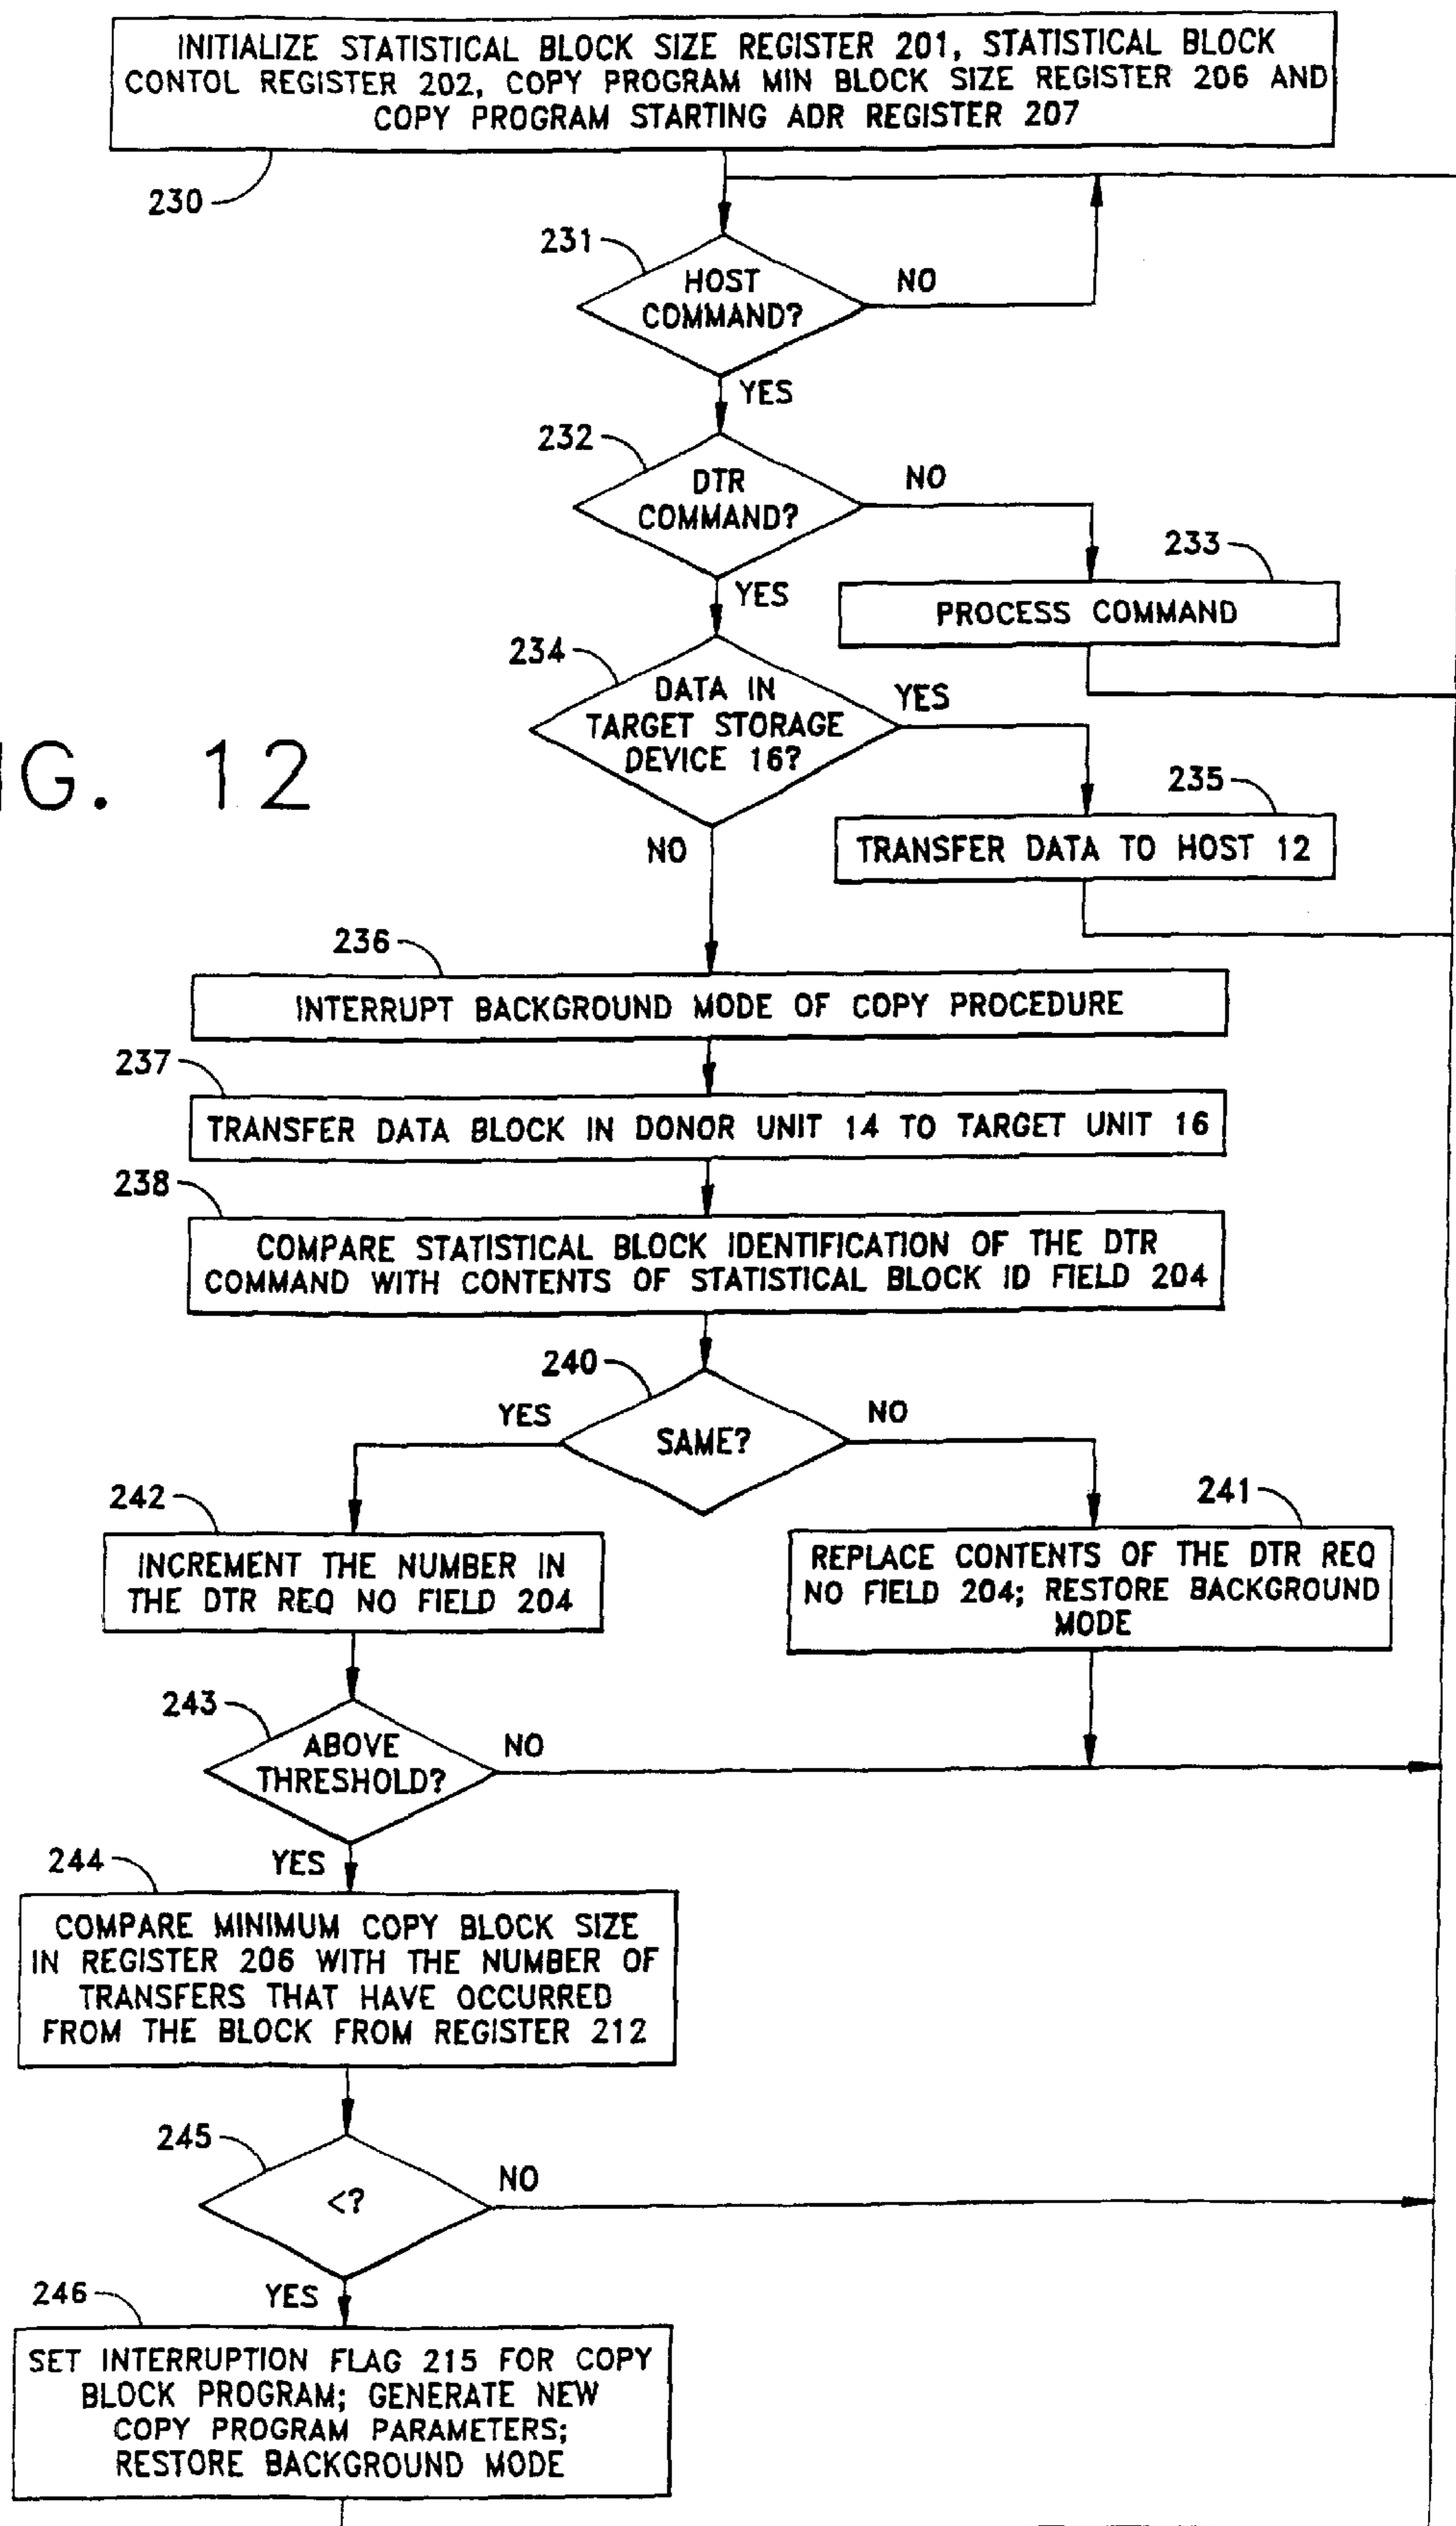 INITIALIZE STATISTICAL BLOCK SIZE REGISTER 201, STATISTICAL BLOCK
CONTOL REGISTER 202, COPY PROGRAM MIN BLOCK SIZE REGISTER 206 AND
COPY PROGRAM STARTING ADR REGISTER 207
230
231
HOST
COMMAND?
NO
YES
232
DTR
COMMAND?
NO
YES
233
PROCESS COMMAND
234
DATA IN
TARGET STORAGE
DEVICE 16?
YES
NO
IG. 12
235
TRANSFER DATA TO HOST 12
236
INTERRUPT BACKGROUND MODE OF COPY PROCEDURE
237
TRANSFER DATA BLOCK IN DONOR UNIT 14 TO TARGET UNIT 16
238
COMPARE STATISTICAL BLOCK IDENTIFICATION OF THE DTR
COMMAND WITH CONTENTS OF STATISTICAL BLOCK ID FIELD 204
240
SAME?
YES
NO
242
INCREMENT THE NUMBER IN
THE DTR REQ NO FIELD 204
241
REPLACE CONTENTS OF THE DTR REQ
NO FIELD 204; RESTORE BACKGROUND
MODE
243
ABOVE
THRESHOLD?
NO
YES
244
COMPARE MINIMUM COPY BLOCK SIZE
IN REGISTER 206 WITH THE NUMBER OF
TRANSFERS THAT HAVE OCCURRED
FROM THE BLOCK FROM REGISTER 212
245
<?
NO
YES
246
SET INTERRUPTION FLAG 215 FOR COPY
BLOCK PROGRAM; GENERATE NEW
COPY PROGRAM PARAMETERS;
RESTORE BACKGROUND MODE